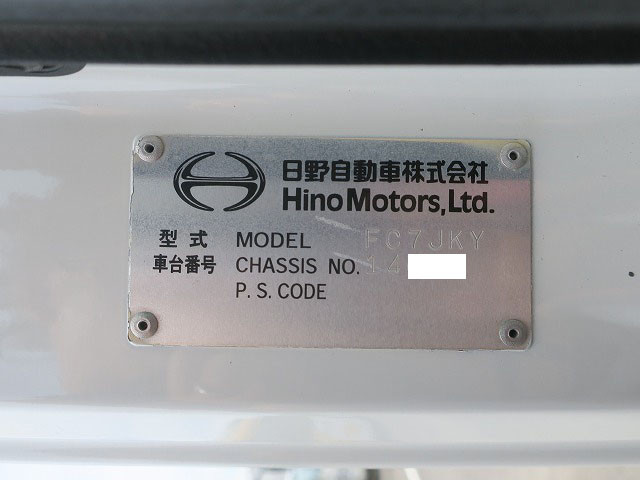 日野自動車株式会社
Hino Motors, Ltd.
型式 MODEL FC7JKY
車台番号 CHASSIS NO. 14
P. S. CODE